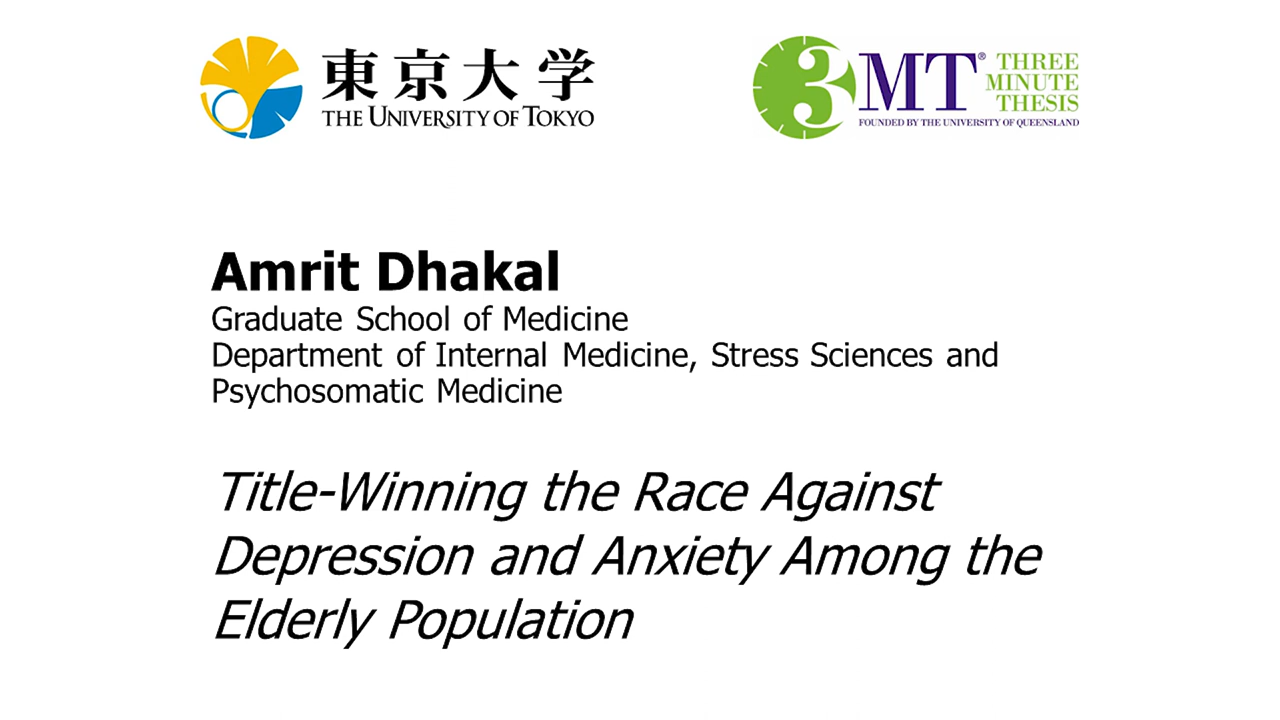 東京大学
THE UNIVERSITY OF TOKYO
3MT® THREE MINUTE THESIS
FOUNDED BY THE UNIVERSITY OF QUEENSLAND
Amrit Dhakal
Graduate School of Medicine
Department of Internal Medicine, Stress Sciences and
Psychosomatic Medicine
Title-Winning the Race Against
Depression and Anxiety Among the
Elderly Population